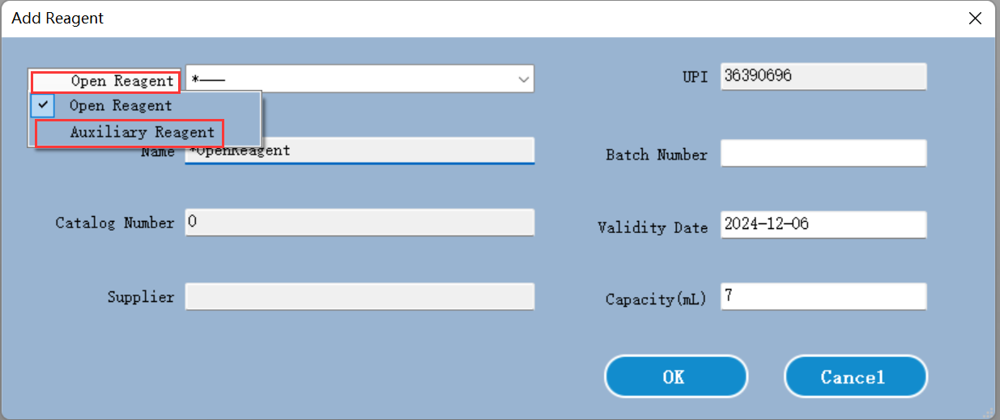 Add Reagent
Open Reagent
*———
UPI
36390696
Open Reagent
Auxiliary Reagent
Name
*OpenReagent
Batch Number
Catalog Number
0
Validity Date
2024-12-06
Supplier
Capacity(mL)
7
OK
Cancel